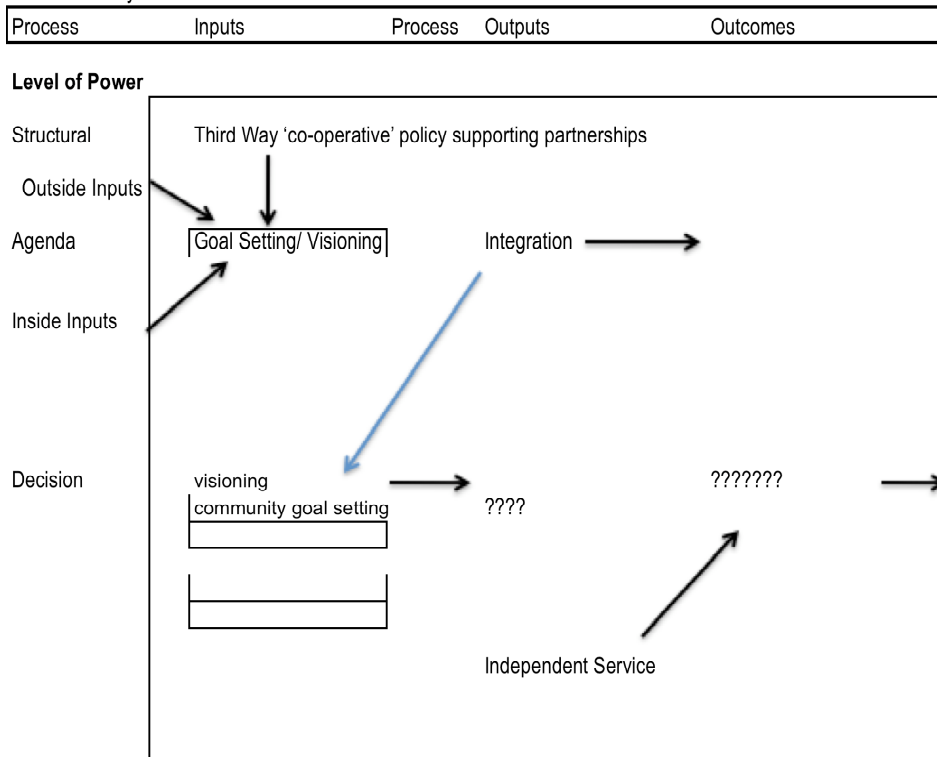 Process Inputs Process Outputs Outcomes
Level of Power
Structural Third Way ‘co-operative’ policy supporting partnerships
Outside Inputs
Agenda Goal Setting/ Visioning Integration
Inside Inputs
Decision visioning ???????
community goal setting ????
Independent Service